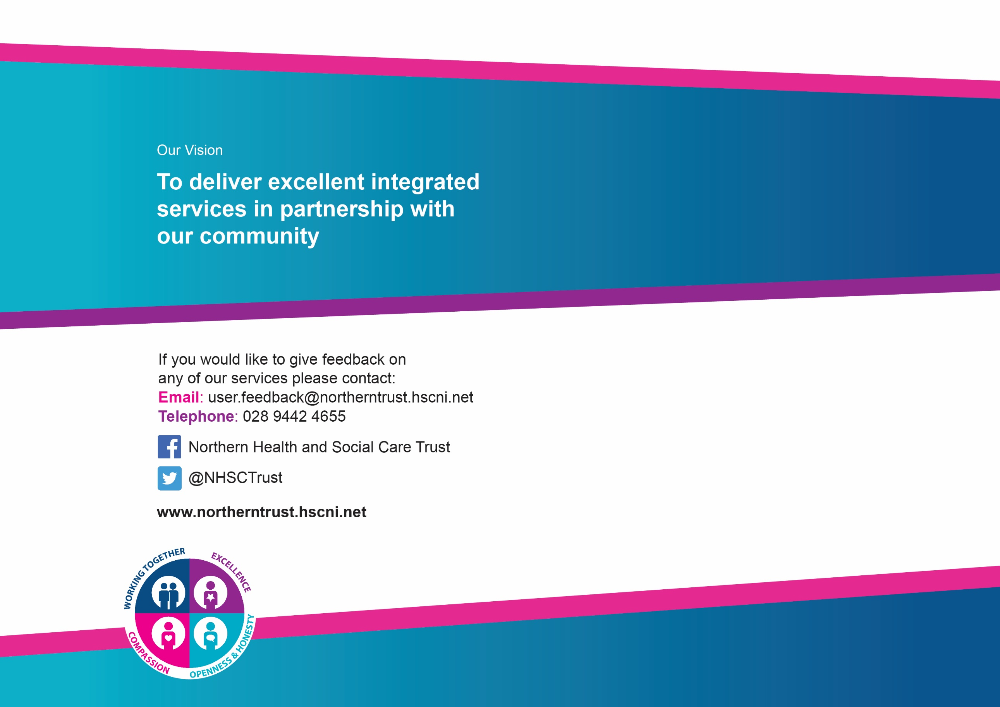 Our Vision
To deliver excellent integrated
services in partnership with
our community
If you would like to give feedback on
any of our services please contact:
Email: user.feedback@northerntrust.hscni.net
Telephone: 028 9442 4655
Northern Health and Social Care Trust
@NHSCTrust
www.northerntrust.hscni.net
WORKING TOGETHER
EXCELLENCE
COMPASSION
OPENNESS & HONESTY